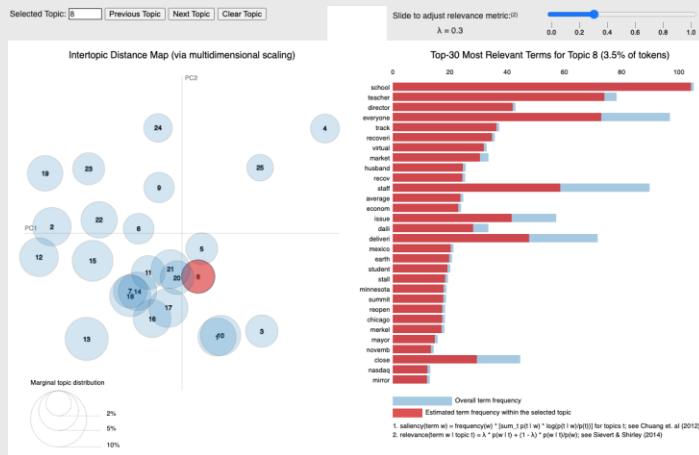 Selected Topic: 8 Previous Topic Next Topic Clear Topic
Slide to adjust relevance metric:(2)
λ = 0.3
0.0 0.2 0.4 0.6 0.8 1.0
Intertopic Distance Map (via multidimensional scaling)
PC2
PC1
24
4
25
19
23
9
2
22
6
5
12
15
11
21
20
8
7
14
18
17
16
13
10
3
Marginal topic distribution
2%
5%
10%
Top-30 Most Relevant Terms for Topic 8 (3.5% of tokens)
0 20 40 60 80 100
school
teacher
director
everyone
track
recoveri
virtual
market
husband
recov
staff
average
econom
issue
daili
deliveri
mexico
earth
student
stall
minnesota
summit
reopen
chicago
merkel
mayor
novemb
close
nasdaq
mirror
Overall term frequency
Estimated term frequency within the selected topic
1. saliency(term w) = frequency(w) * [sum_t p(t | w) * log(p(t | w)/p(t))] for topics t; see Chuang et. al (2012)
2. relevance(term w | topic t) = λ * p(w | t) + (1 - λ) * p(w | t)/p(w); see Sievert & Shirley (2014)